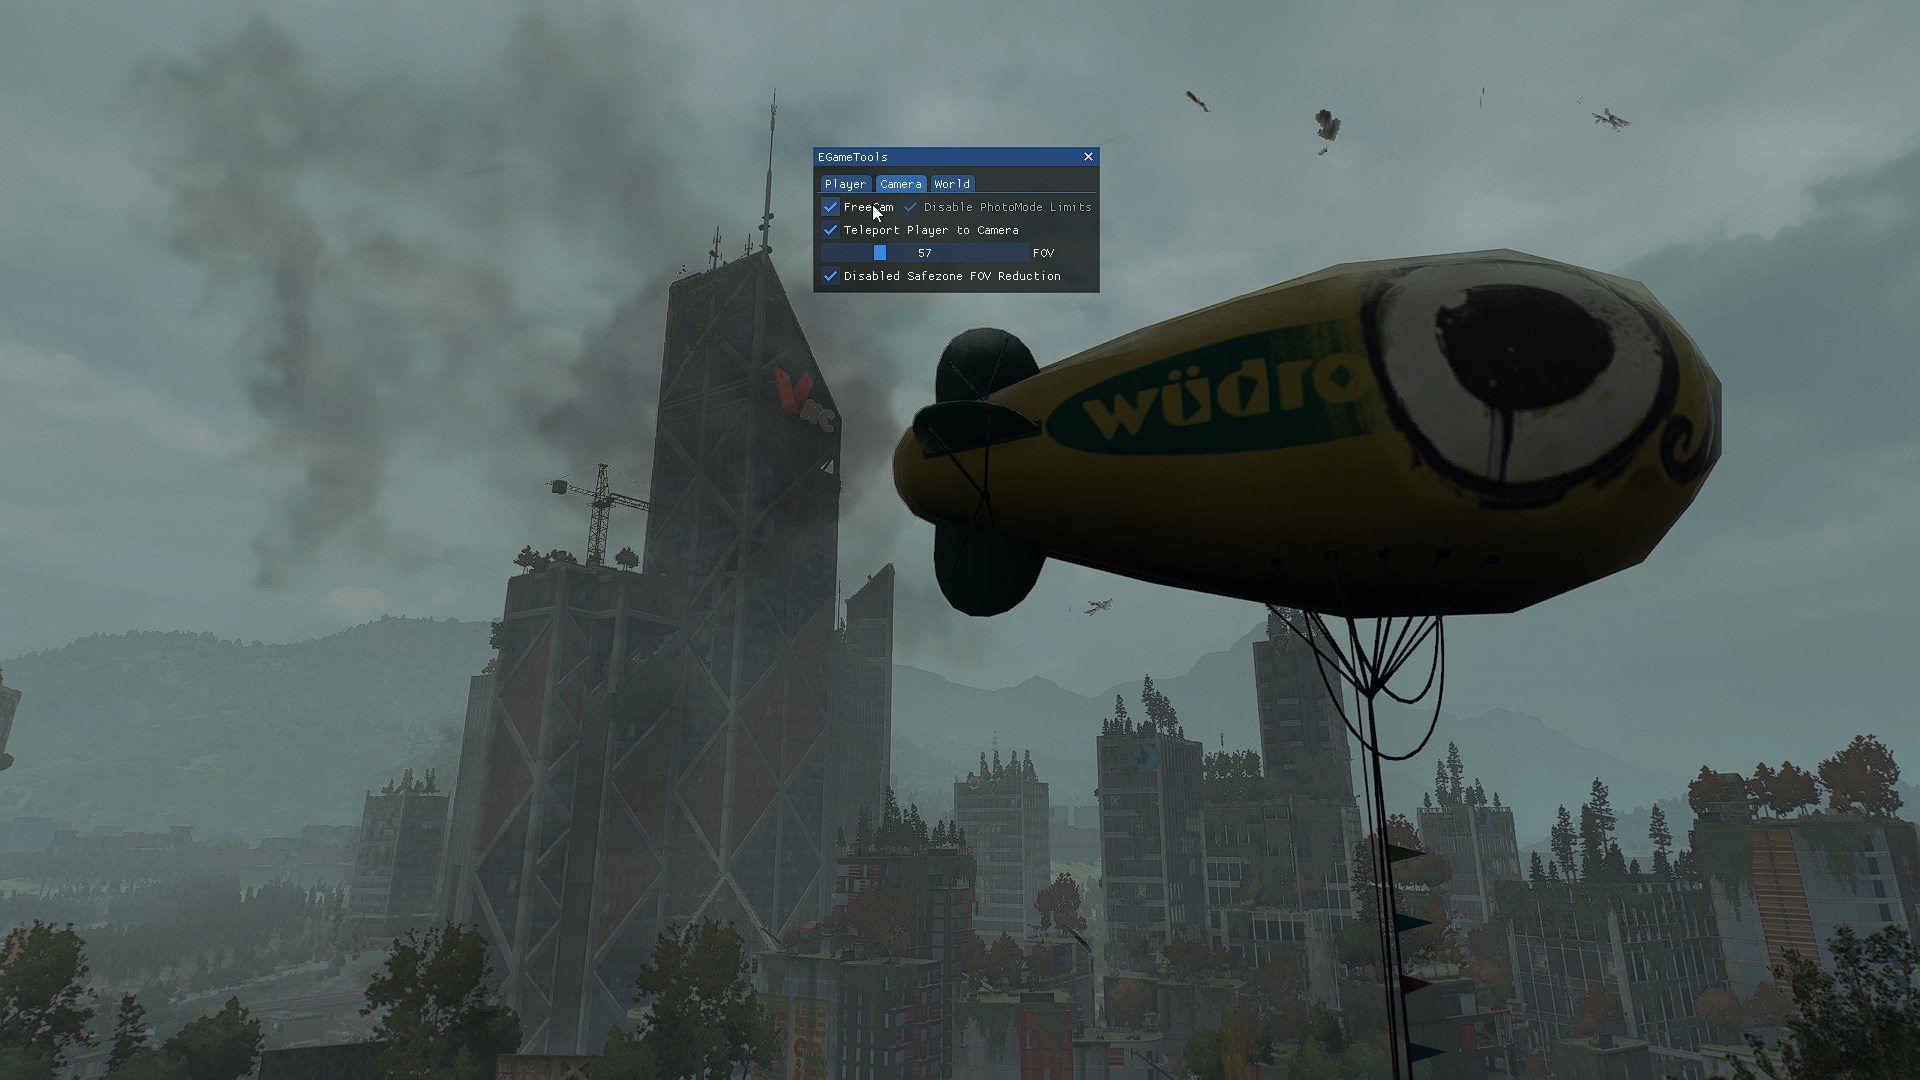 EGameTools
Player Camera World
FreeCam Disable PhotoMode Limits
Teleport Player to Camera
57 FOV
Disabled Safezone FOV Reduction
VNC
wüdro